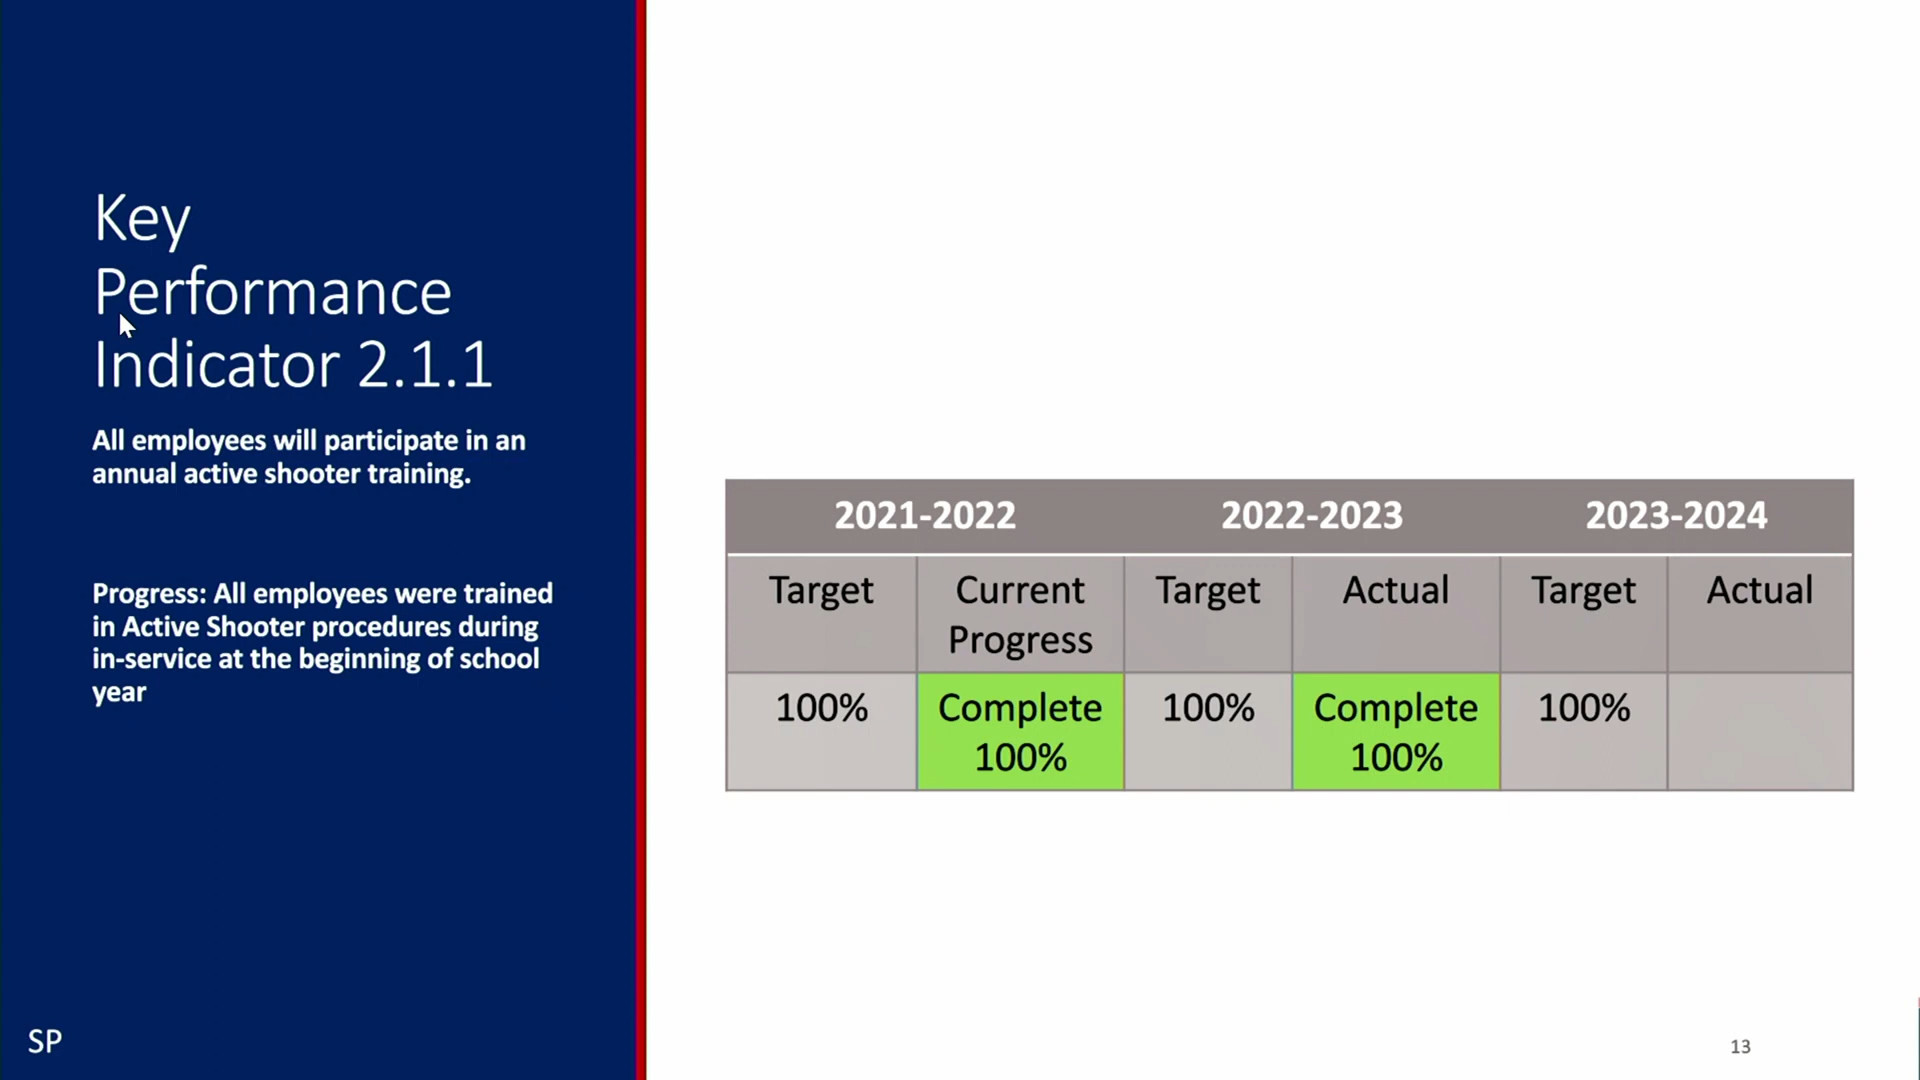 Key
Performance
Indicator 2.1.1
All employees will participate in an
annual active shooter training.
Progress: All employees were trained
in Active Shooter procedures during
in-service at the beginning of school
year
SP
2021-2022 2022-2023 2023-2024
Target Current Progress Target Actual Target Actual
100% Complete 100% 100% Complete 100% 100%
13